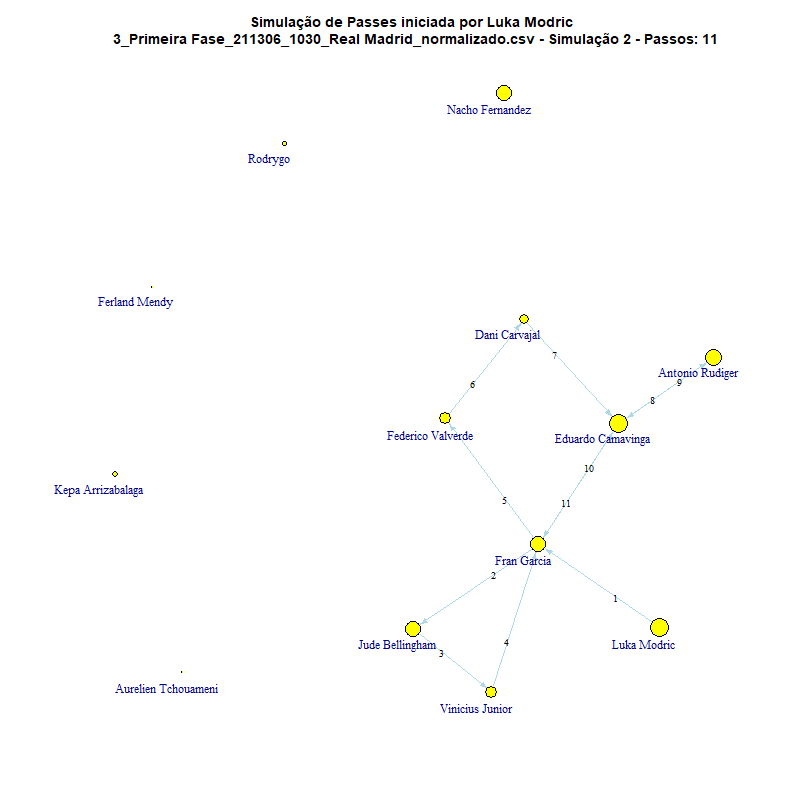 Simulação de Passes iniciada por Luka Modric
3_Primeira Fase_211306_1030_Real Madrid_normalizado.csv - Simulação 2 - Passos: 11
Nacho Fernandez
Rodrygo
Ferland Mendy
Dani Carvajal
7
Antonio Rudiger
9
6
8
Federico Valverde
Eduardo Camavinga
10
Kepa Arrizabalaga
5
11
Fran Garcia
2
1
4
Jude Bellingham
Luka Modric
3
Aurelien Tchouameni
Vinicius Junior